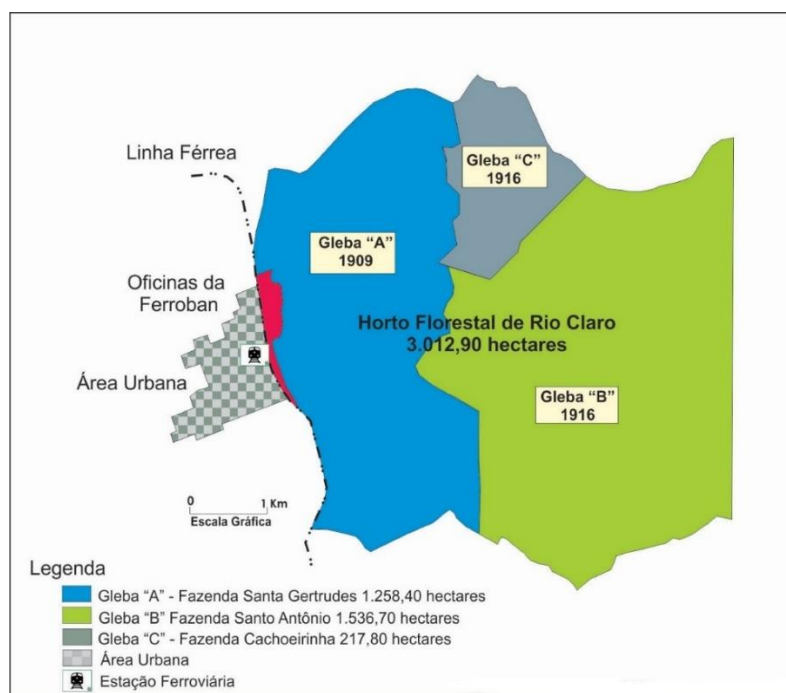 Linha Férrea
Gleba “C”
1916
Gleba “A”
1909
Oficinas da
Ferroban
Horto Florestal de Rio Claro
3.012,90 hectares
Área Urbana
Gleba “B”
1916
0 1 Km
Escala Gráfica
Legenda
Gleba “A” - Fazenda Santa Gertrudes 1.258,40 hectares
Gleba “B” Fazenda Santo Antônio 1.536,70 hectares
Gleba “C” - Fazenda Cachoeirinha 217,80 hectares
Área Urbana
Estação Ferroviária